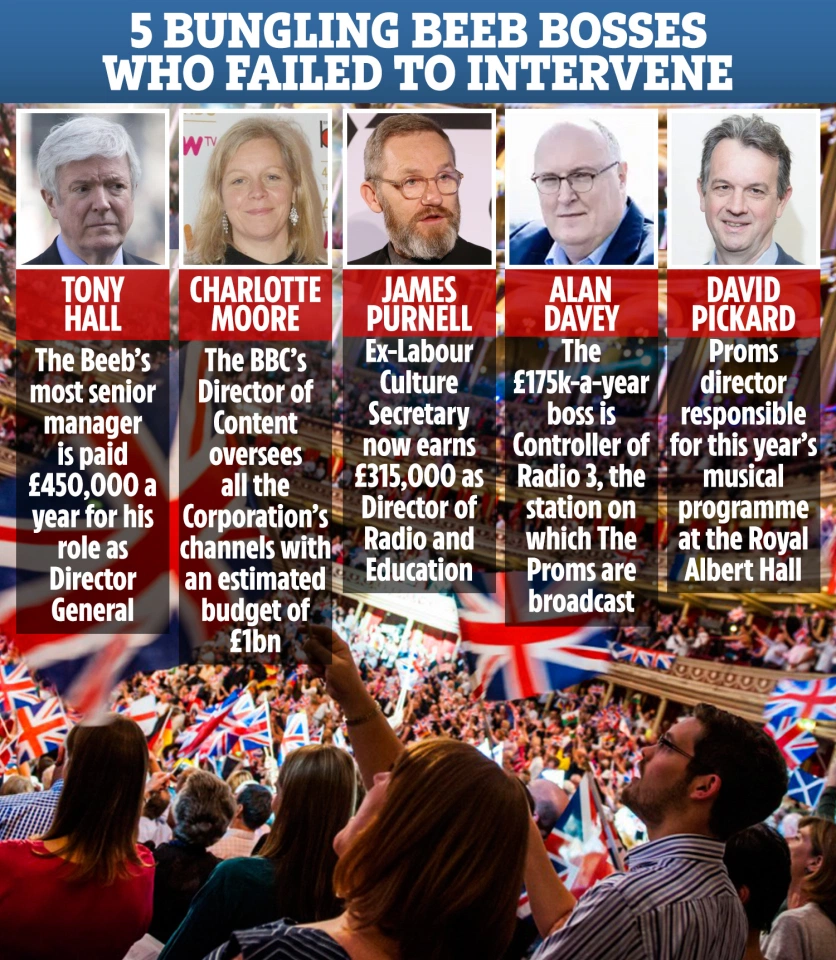 5 BUNGLING BEEB BOSSES
WHO FAILED TO INTERVENE
W TV
TONY
HALL
The Beeb's
most senior
manager
is paid
£450,000 a
year for his
role as
Director
General
CHARLOTTE
MOORE
The BBC's
Director of
Content
oversees
all the
Corporation's
channels with
an estimated
budget of
£1bn
JAMES
PURNELL
Ex-Labour
Culture
Secretary
now earns
£315,000 as
Director of
Radio and
Education
ALAN
DAVEY
The
£175k-a-year
boss is
Controller of
Radio 3, the
station on
which The
Proms are
broadcast
DAVID
PICKARD
Proms
director
responsible
for this year's
musical
programme
at the Royal
Albert Hall